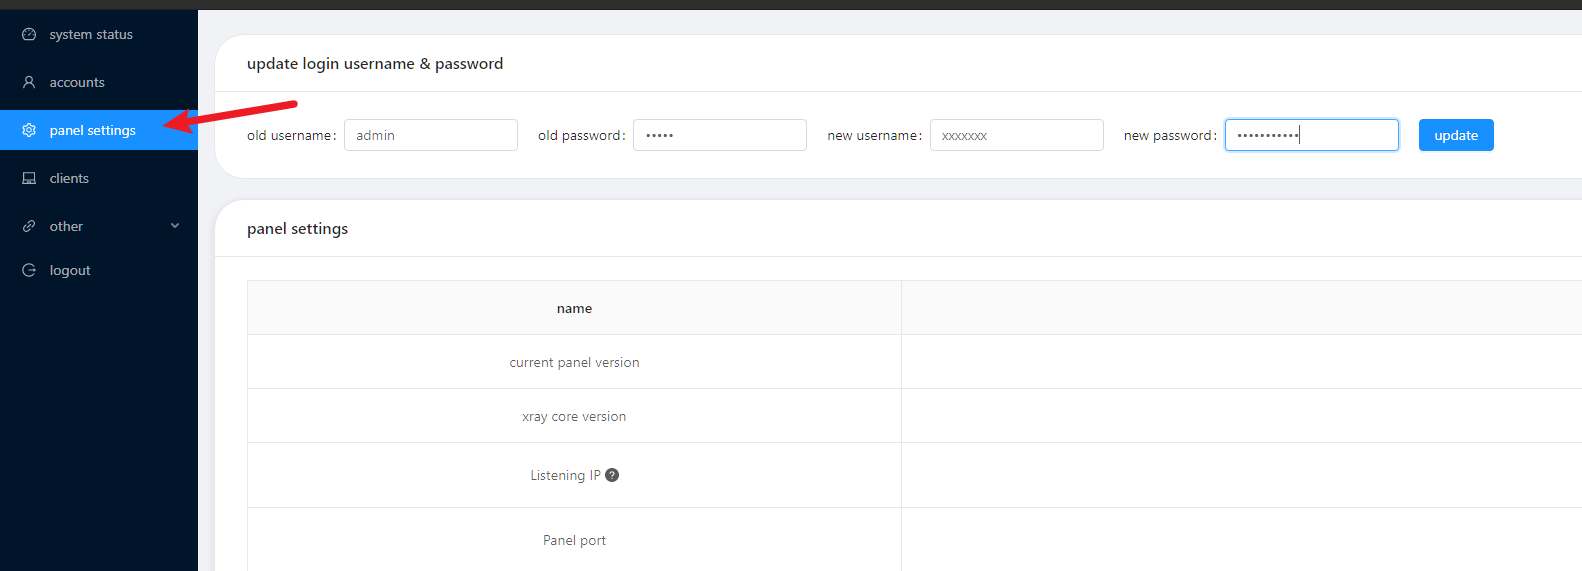 system status
accounts
panel settings
clients
other
logout
update login username & password
old username: admin old password: ••••• new username: xxxxxxx new password: ••••••••••• update
panel settings
name
current panel version
xray core version
Listening IP ?
Panel port